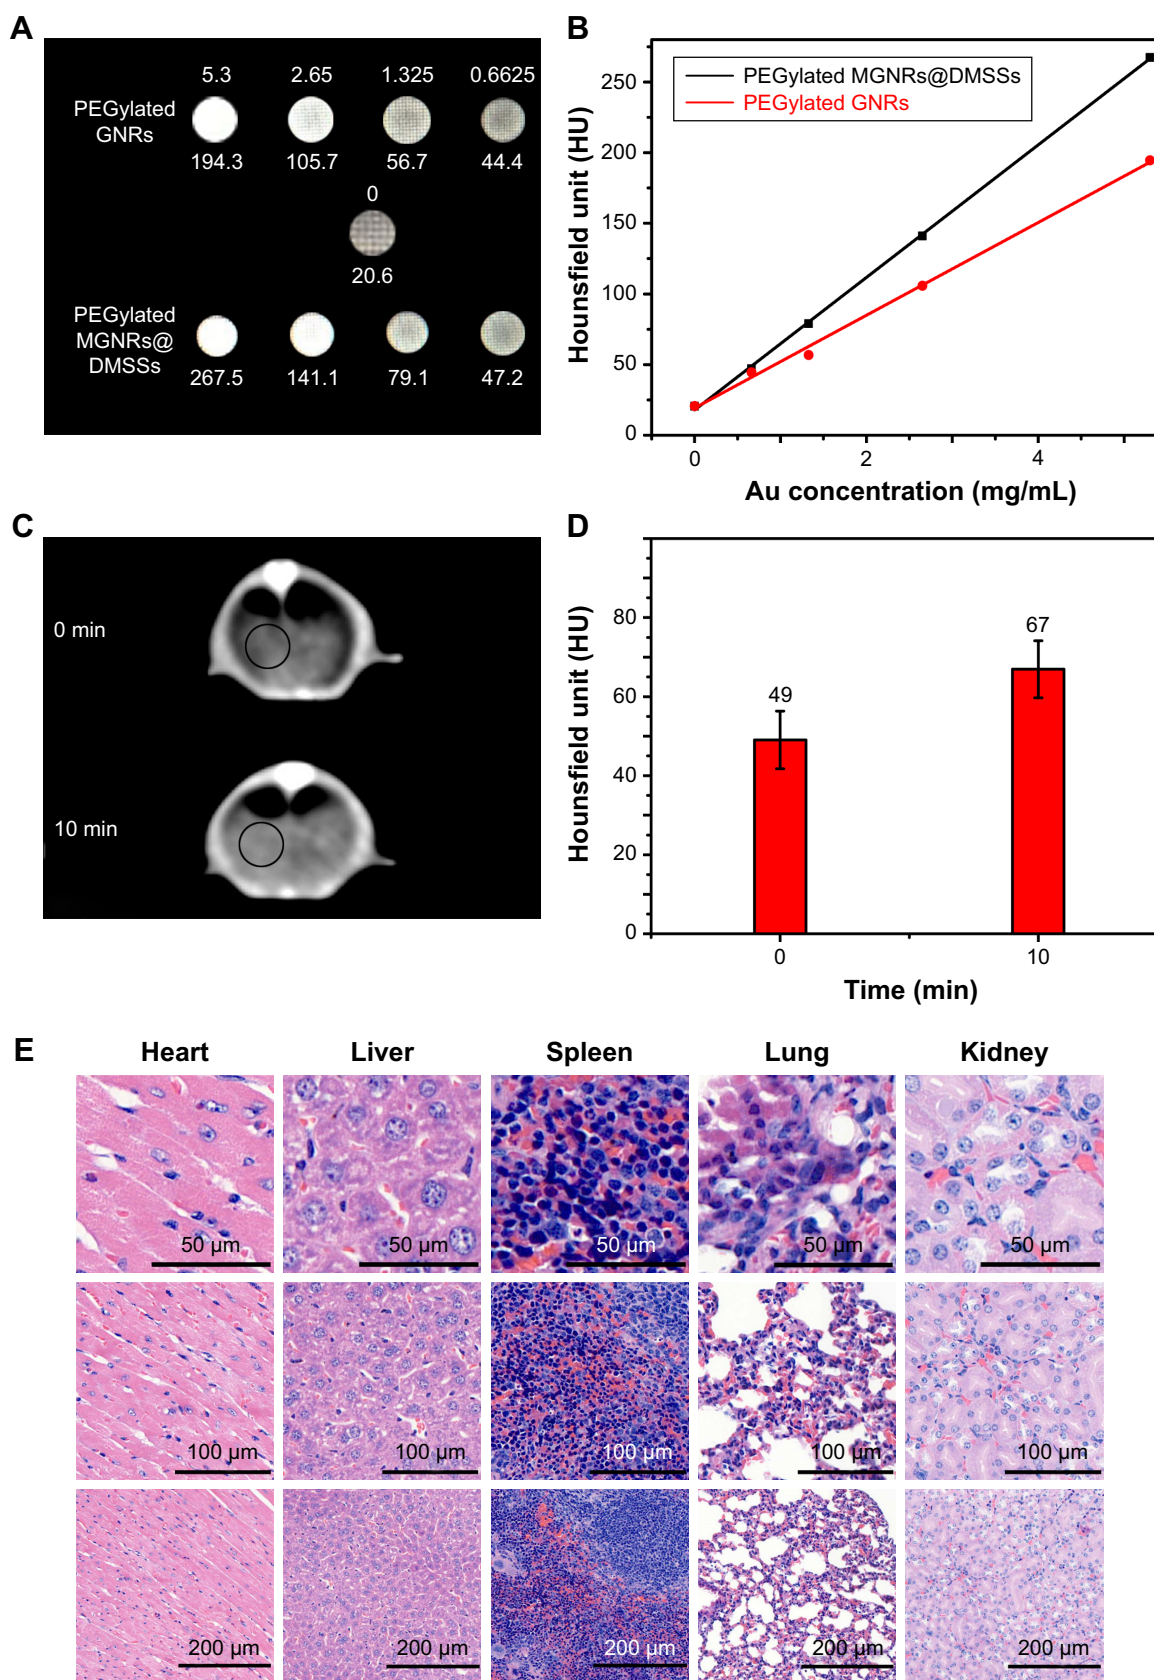 A
5.3 2.65 1.325 0.6625
PEGylated
GNRs
194.3 105.7 56.7 44.4
0
20.6
PEGylated
MGNRs@
DMSSs
267.5 141.1 79.1 47.2
B
PEGylated MGNRs@DMSSs
PEGylated GNRs
Hounsfield unit (HU)
250
200
150
100
50
0
0 2 4
Au concentration (mg/mL)
C
0 min
10 min
D
Hounsfield unit (HU)
80
60
40
20
0
49
67
0 10
Time (min)
E
Heart Liver Spleen Lung Kidney
50 µm 50 µm 50 µm 50 µm 50 µm
100 µm 100 µm 100 µm 100 µm 100 µm
200 µm 200 µm 200 µm 200 µm 200 µm